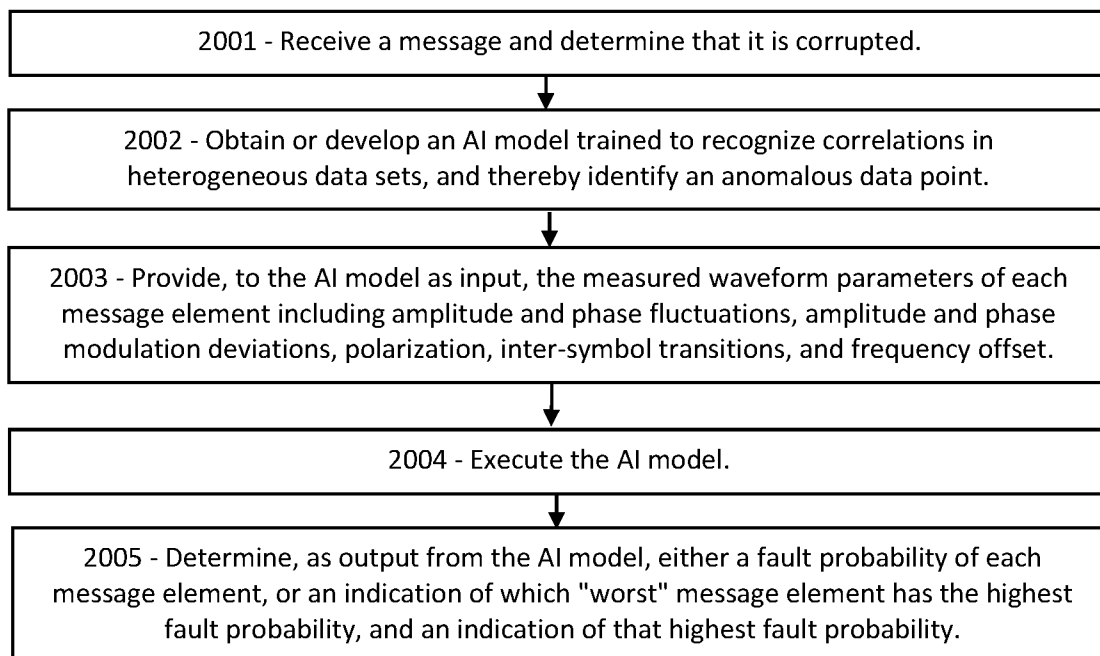 2001 - Receive a message and determine that it is corrupted.
2002 - Obtain or develop an AI model trained to recognize correlations in
heterogeneous data sets, and thereby identify an anomalous data point.
2003 - Provide, to the AI model as input, the measured waveform parameters of each
message element including amplitude and phase fluctuations, amplitude and phase
modulation deviations, polarization, inter-symbol transitions, and frequency offset.
2004 - Execute the AI model.
2005 - Determine, as output from the AI model, either a fault probability of each
message element, or an indication of which "worst" message element has the highest
fault probability, and an indication of that highest fault probability.